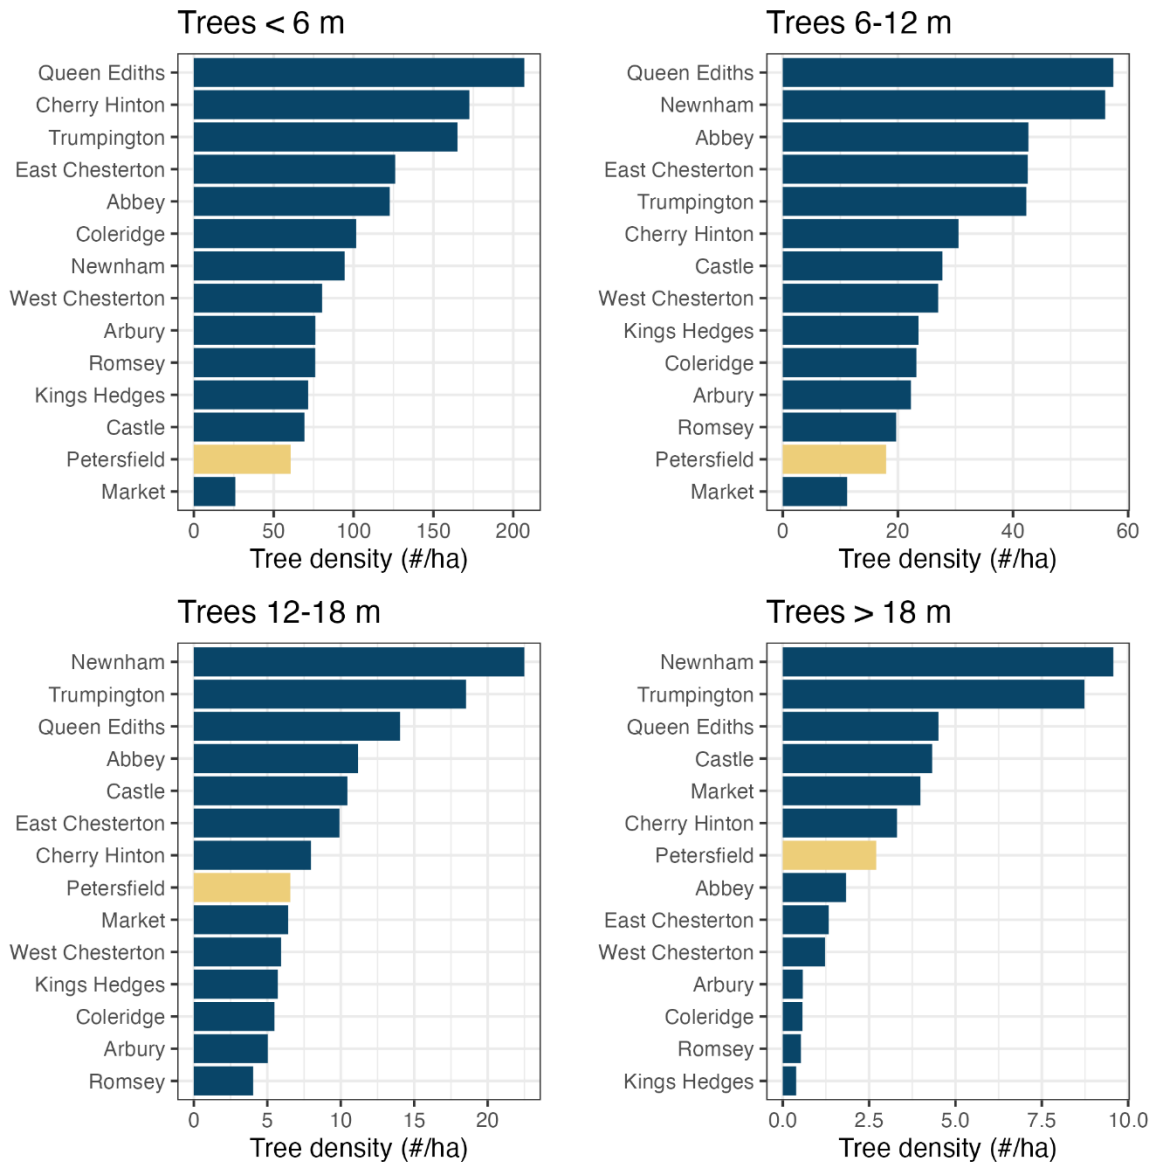 Trees < 6 m
Queen Ediths
Cherry Hinton
Trumpington
East Chesterton
Abbey
Coleridge
Newnham
West Chesterton
Arbury
Romsey
Kings Hedges
Castle
Petersfield
Market
0 50 100 150 200
Tree density (#/ha)
Trees 6-12 m
Queen Ediths
Newnham
Abbey
East Chesterton
Trumpington
Cherry Hinton
Castle
West Chesterton
Kings Hedges
Coleridge
Arbury
Romsey
Petersfield
Market
0 20 40 60
Tree density (#/ha)
Trees 12-18 m
Newnham
Trumpington
Queen Ediths
Abbey
Castle
East Chesterton
Cherry Hinton
Petersfield
Market
West Chesterton
Kings Hedges
Coleridge
Arbury
Romsey
0 5 10 15 20
Tree density (#/ha)
Trees > 18 m
Newnham
Trumpington
Queen Ediths
Castle
Market
Cherry Hinton
Petersfield
Abbey
East Chesterton
West Chesterton
Arbury
Coleridge
Romsey
Kings Hedges
0.0 2.5 5.0 7.5 10.0
Tree density (#/ha)